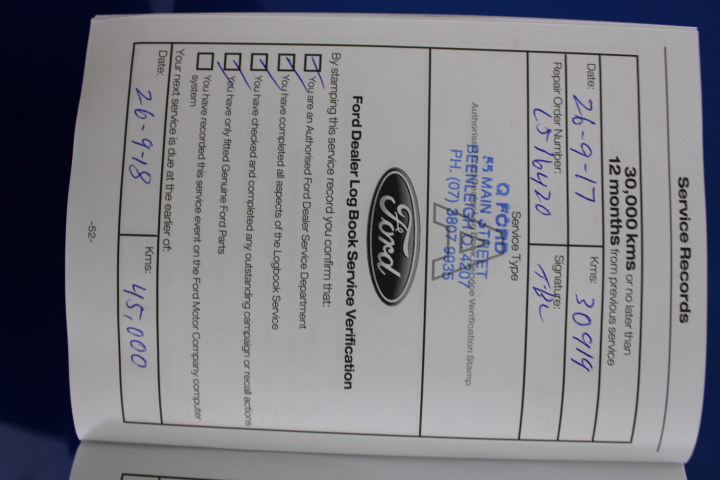 Service Records
30,000 kms or no later than
12 months from previous service
Date: 26-9-17 Kms: 30919
Repair Order Number: Signature:
Service Type
A
Authorised Verification Stamp
Q FORD
55 MAIN STREET
BEENLEIGH Q. 4207
PH. (07) 3807 9935
Ford
Ford Dealer Log Book Service Verification
By stamping this service record you confirm that:
You are an Authorised Ford Dealer Service Department
You have completed all aspects of the Logbook Service
You have checked and completed any outstanding campaign or recall actions
You have only fitted Genuine Ford Parts
You have recorded this service event on the Ford Motor Company computer
system
Your next service is due at the earlier of:
Date: 26-9-18 Kms: 45,000
-52-